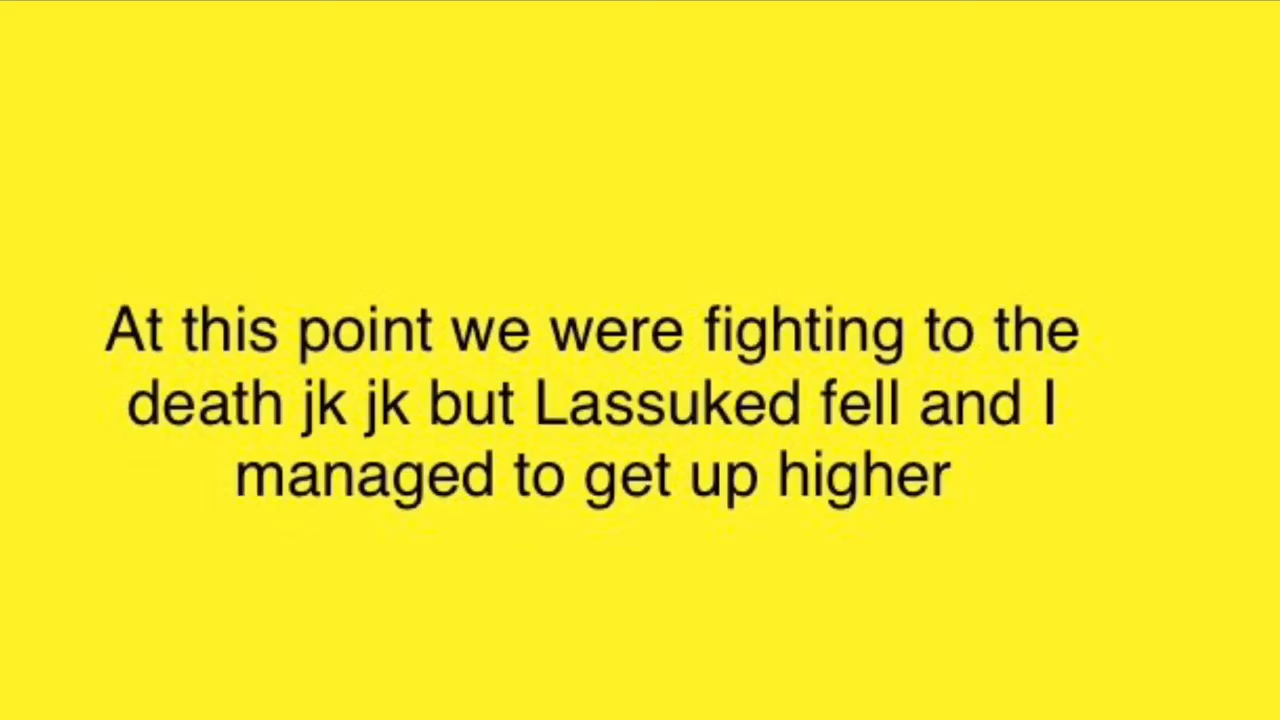 At this point we were fighting to the
death jk jk but Lassuked fell and I
managed to get up higher